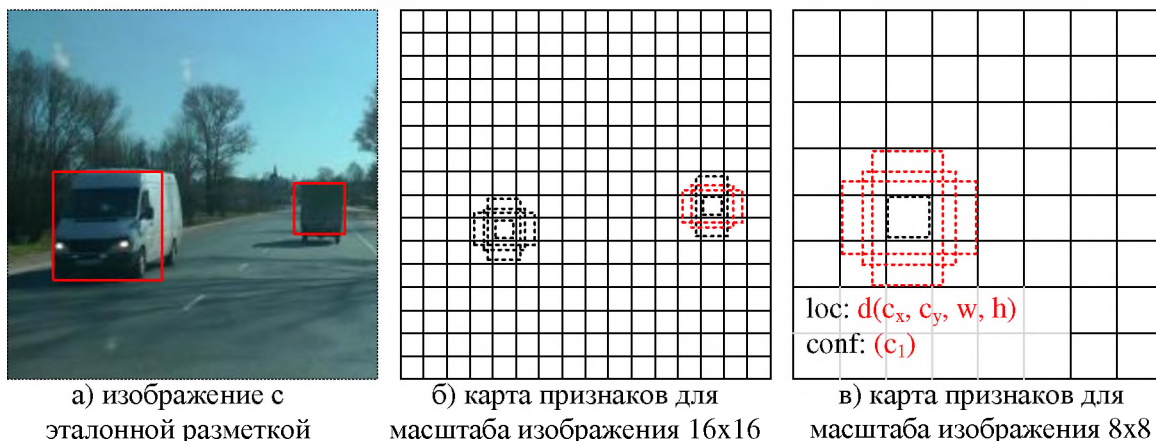 loc: d(cx, cy, w, h)
conf: (c1)
а) изображение с
эталонной разметкой
б) карта признаков для
масштаба изображения 16x16
в) карта признаков для
масштаба изображения 8x8